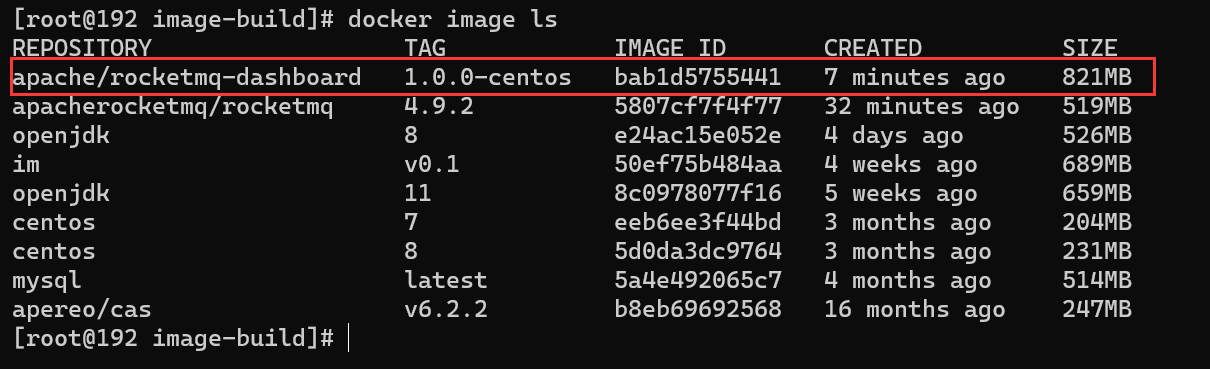 [root@192 image-build]# docker image ls
REPOSITORY TAG IMAGE ID CREATED SIZE
apache/rocketmq-dashboard 1.0.0-centos bab1d5755441 7 minutes ago 821MB
apacherocketmq/rocketmq 4.9.2 5807cf7f4f77 32 minutes ago 519MB
openjdk 8 e24ac15e052e 4 days ago 526MB
im v0.1 50ef75b484aa 4 weeks ago 689MB
openjdk 11 8c0978077f16 5 weeks ago 659MB
centos 7 eeb6ee3f44bd 3 months ago 204MB
centos 8 5d0da3dc9764 3 months ago 231MB
mysql latest 5a4e492065c7 4 months ago 514MB
apereo/cas v6.2.2 b8eb69692568 16 months ago 247MB
[root@192 image-build]#